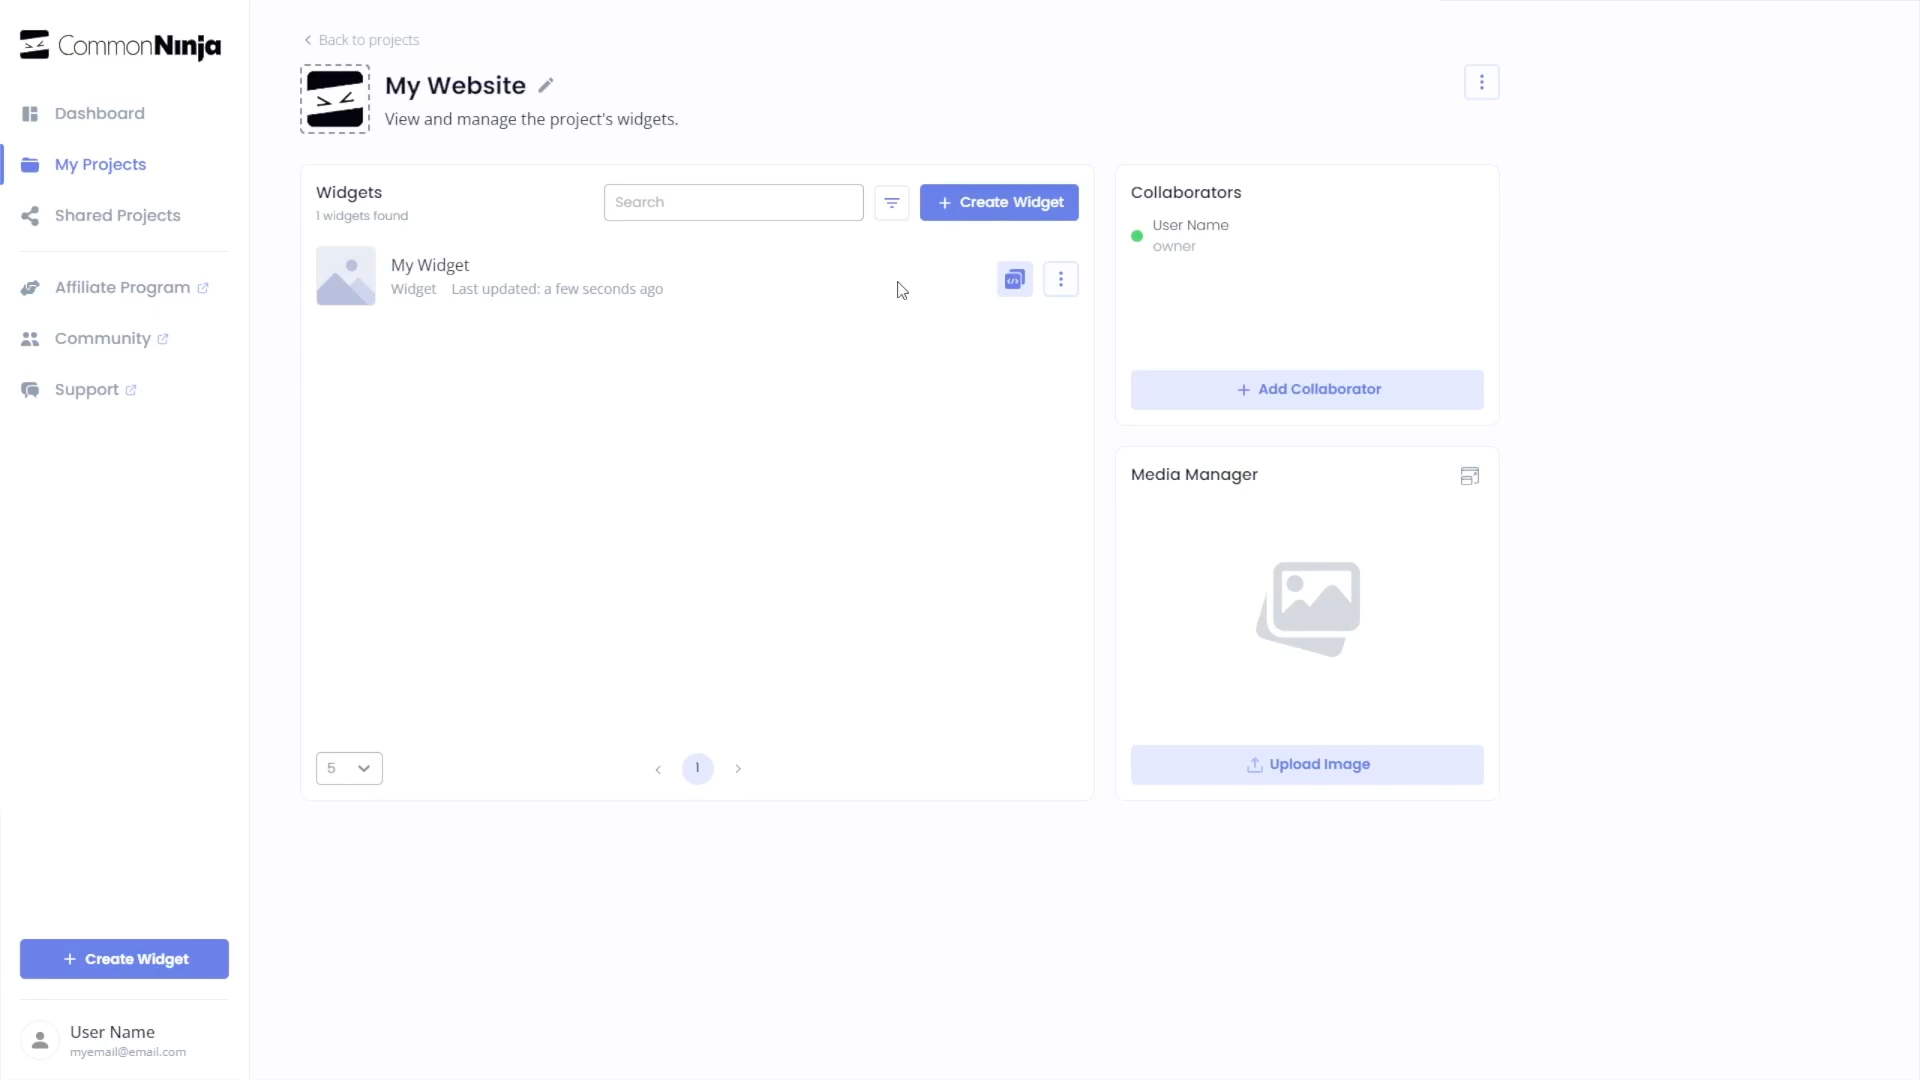 CommonNinja
Dashboard
My Projects
Shared Projects
Affiliate Program
Community
Support
+ Create Widget
User Name
myemail@email.com
Back to projects
My Website
View and manage the project's widgets.
Widgets
1 widgets found
Search
+ Create Widget
My Widget
Widget Last updated: a few seconds ago
5
1
Collaborators
User Name
owner
+ Add Collaborator
Media Manager
Upload Image